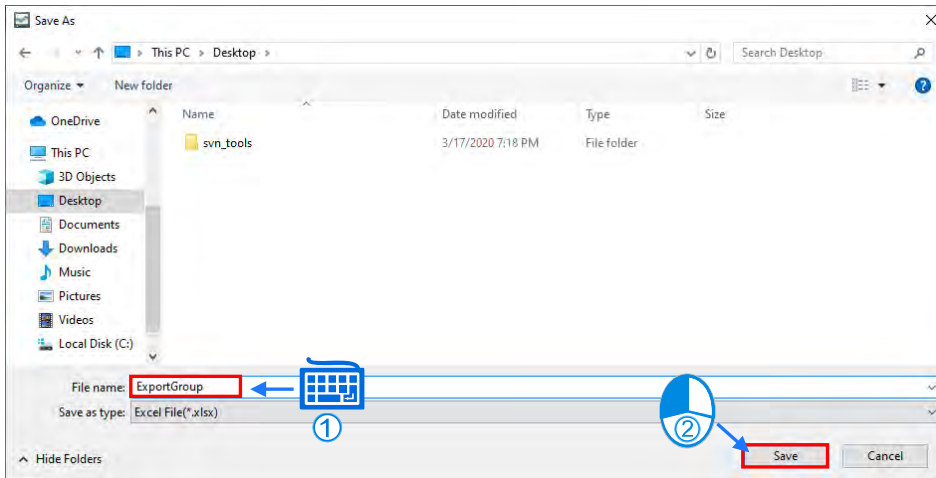 Save As
This PC > Desktop >
Search Desktop
Organize
New folder
Name
Date modified
Type
Size
OneDrive
This PC
3D Objects
Desktop
Documents
Downloads
Music
Pictures
Videos
Local Disk (C:)
svn_tools
3/17/2020 7:18 PM
File folder
File name: ExportGroup
Save as type: Excel File(*.xlsx)
①
②
Hide Folders
Save
Cancel